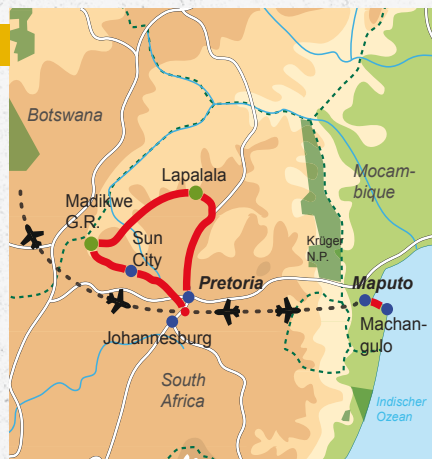 Botswana
Lapalala
Mocam-
bique
Madikwe
G.R.
Sun
City
Krüger
N.P.
Pretoria
Maputo
Machan-
gulo
Johannesburg
South
Africa
Indischer
Ozean